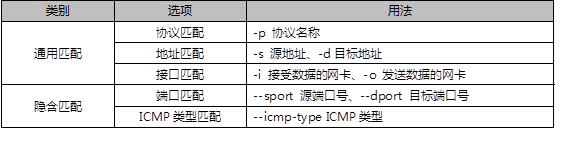 类别 选项 用法
通用匹配 协议匹配 -p 协议名称
地址匹配 -s 源地址、-d 目标地址
接口匹配 -i 接受数据的网卡、-o 发送数据的网卡
隐含匹配 端口匹配 --sport 源端口号、--dport 目标端口号
ICMP 类型匹配 --icmp-type ICMP 类型